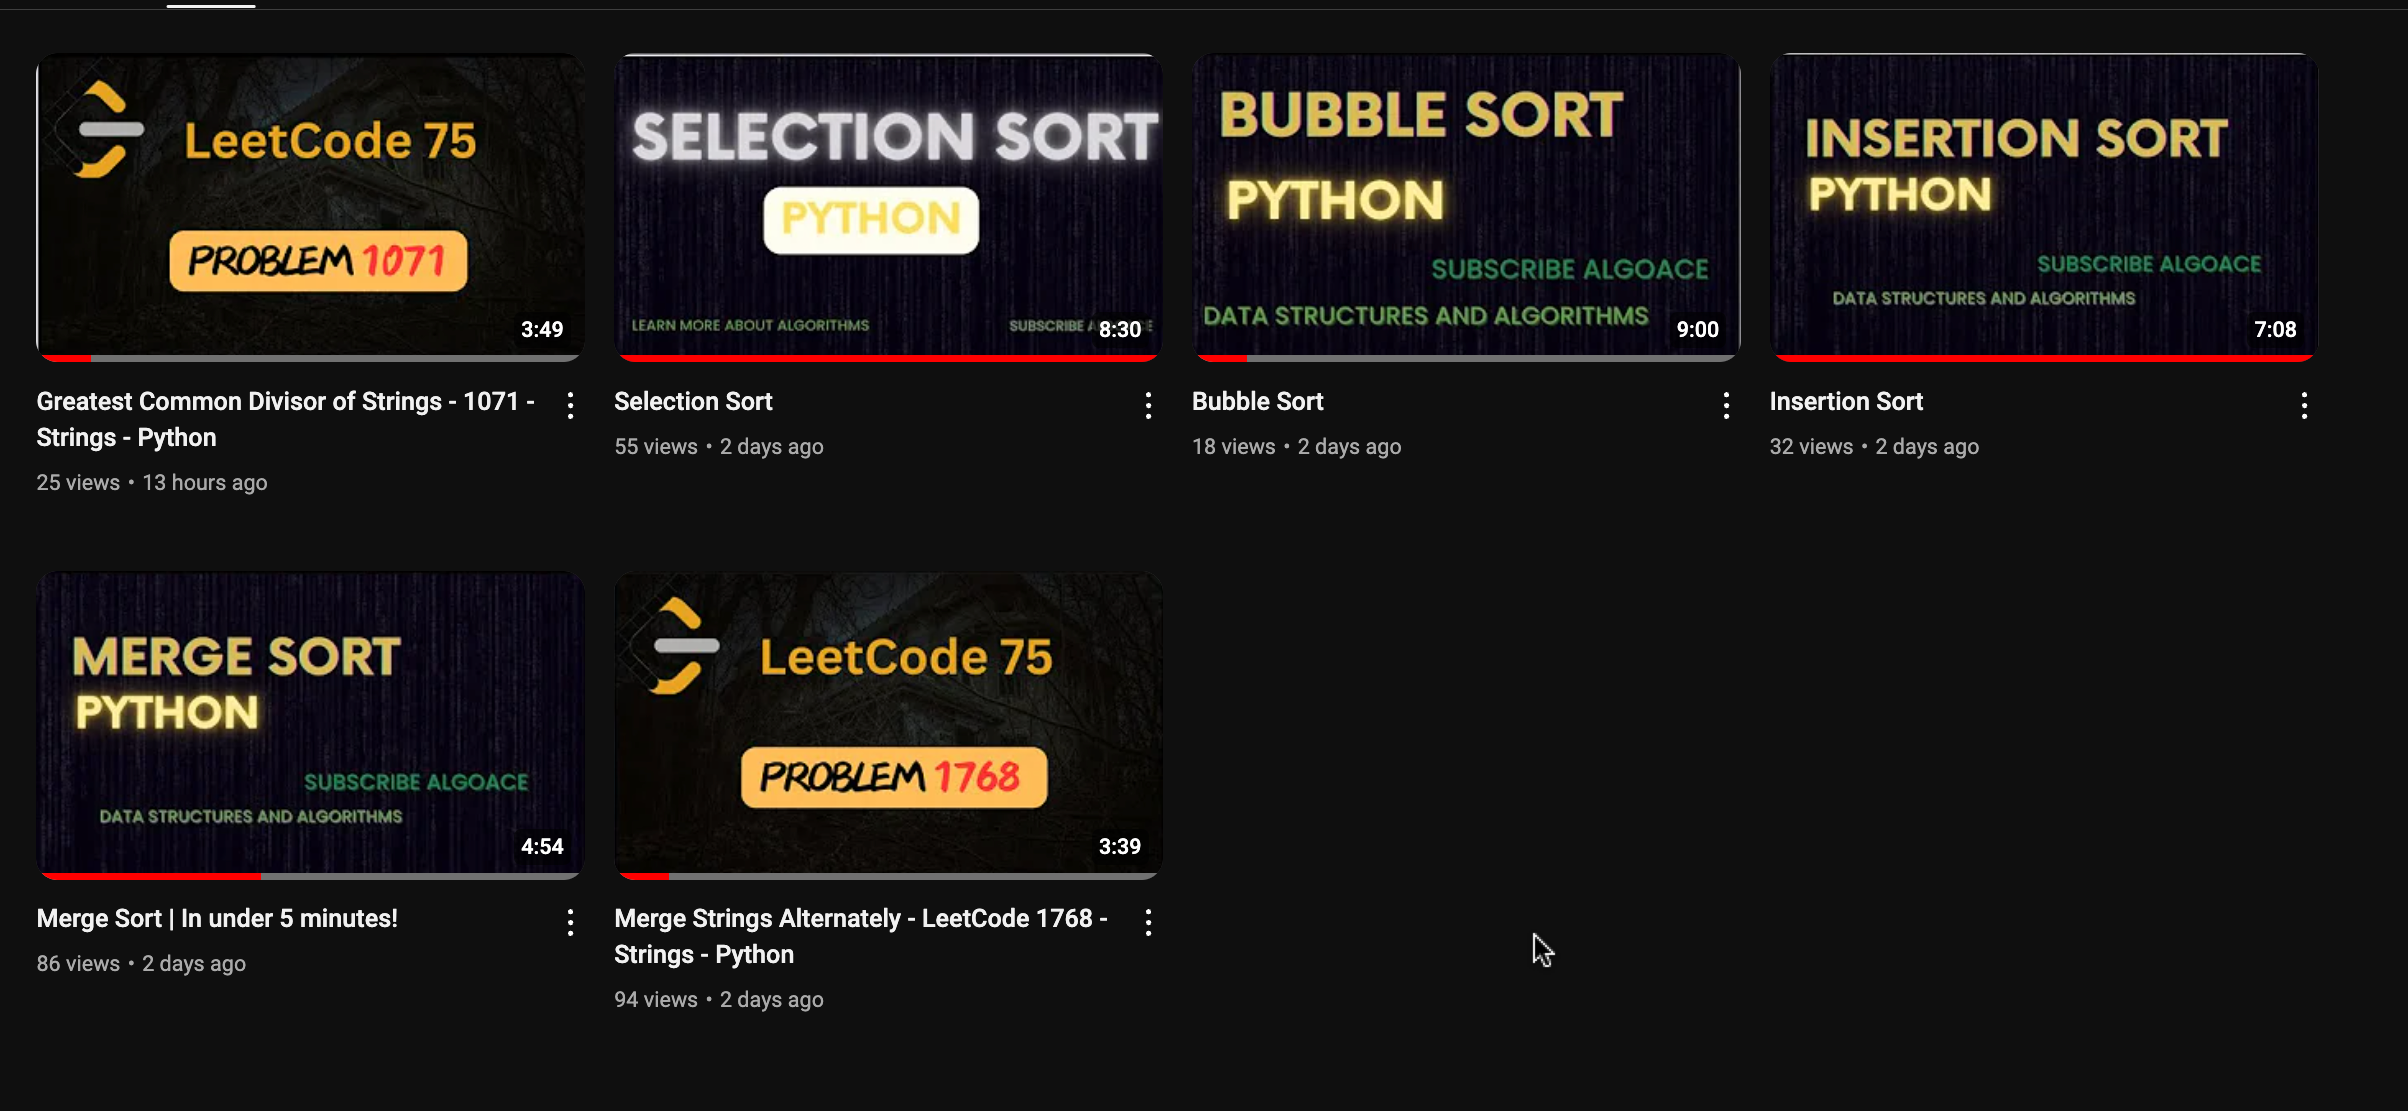 LeetCode 75
PROBLEM 1071
3:49
Greatest Common Divisor of Strings - 1071 -
Strings - Python
25 views • 13 hours ago
SELECTION SORT
PYTHON
LEARN MORE ABOUT ALGORITHMS
SUBSCRIBE
8:30
Selection Sort
55 views • 2 days ago
BUBBLE SORT
PYTHON
SUBSCRIBE ALGOACE
DATA STRUCTURES AND ALGORITHMS
9:00
Bubble Sort
18 views • 2 days ago
INSERTION SORT
PYTHON
SUBSCRIBE ALGOACE
DATA STRUCTURES AND ALGORITHMS
7:08
Insertion Sort
32 views • 2 days ago
MERGE SORT
PYTHON
SUBSCRIBE ALGOACE
DATA STRUCTURES AND ALGORITHMS
4:54
Merge Sort | In under 5 minutes!
86 views • 2 days ago
LeetCode 75
PROBLEM 1768
3:39
Merge Strings Alternately - LeetCode 1768 -
Strings - Python
94 views • 2 days ago